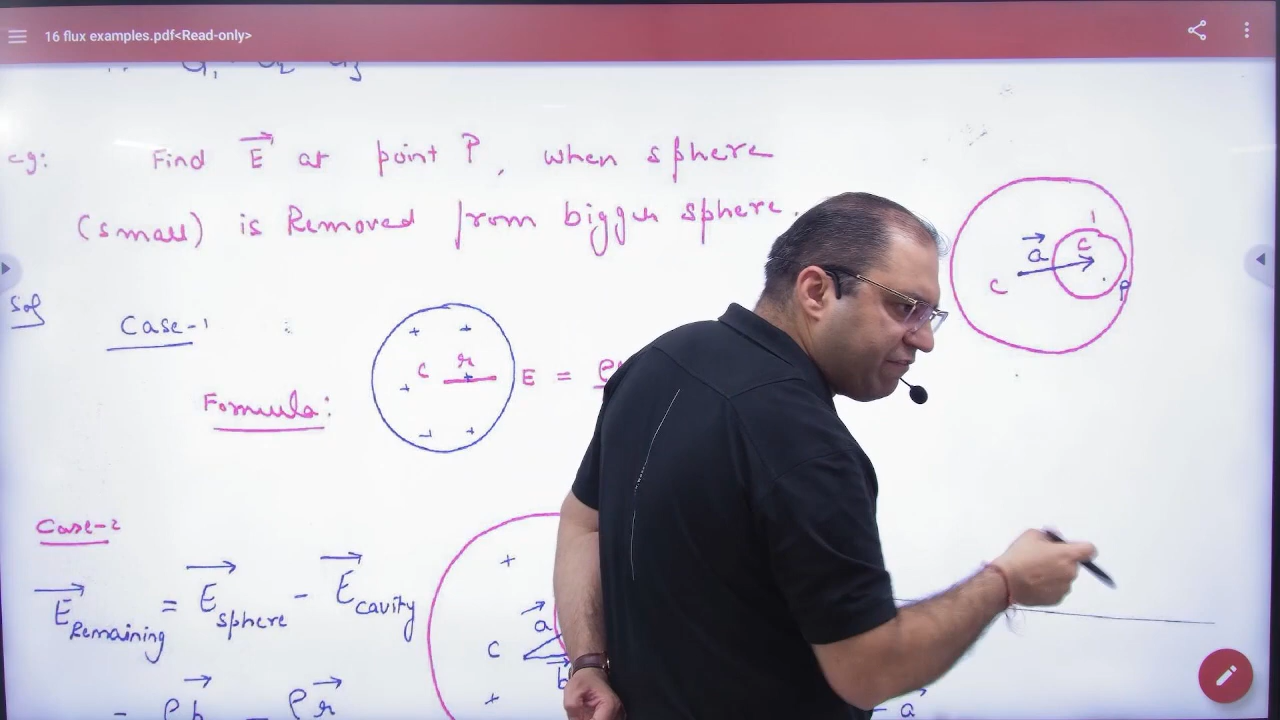 16 flux examples.pdf<Read-only>
eg: Find E at point P, when sphere
(small) is Removed from bigger sphere.
a
C
C
P
Sol
Case-1 :
C r
E = ρ
Formula:
Case-2
E Remaining = E sphere - E cavity
a
C
b
= ρ b - ρ r
- a